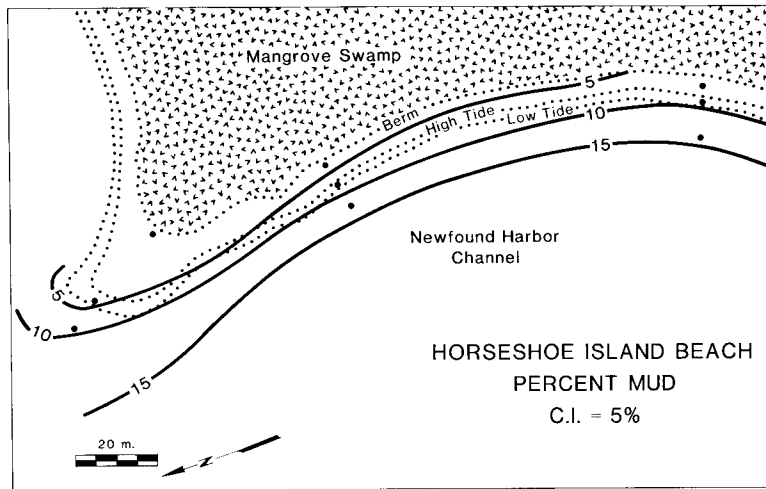 Mangrove Swamp
Berm
5
High Tide
Low Tide
10
15
Newfound Harbor
Channel
5
10
15
HORSESHOE ISLAND BEACH
PERCENT MUD
C.I. = 5%
20 m.
N